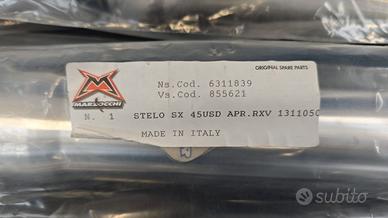 ORIGINAL SPARE PARTS
MARZOCCHI
Ns.Cod. 6311839
Vs.Cod. 855621
N. 1 STELO SX 45USD APR.RXV 1311050
MADE IN ITALY
subito